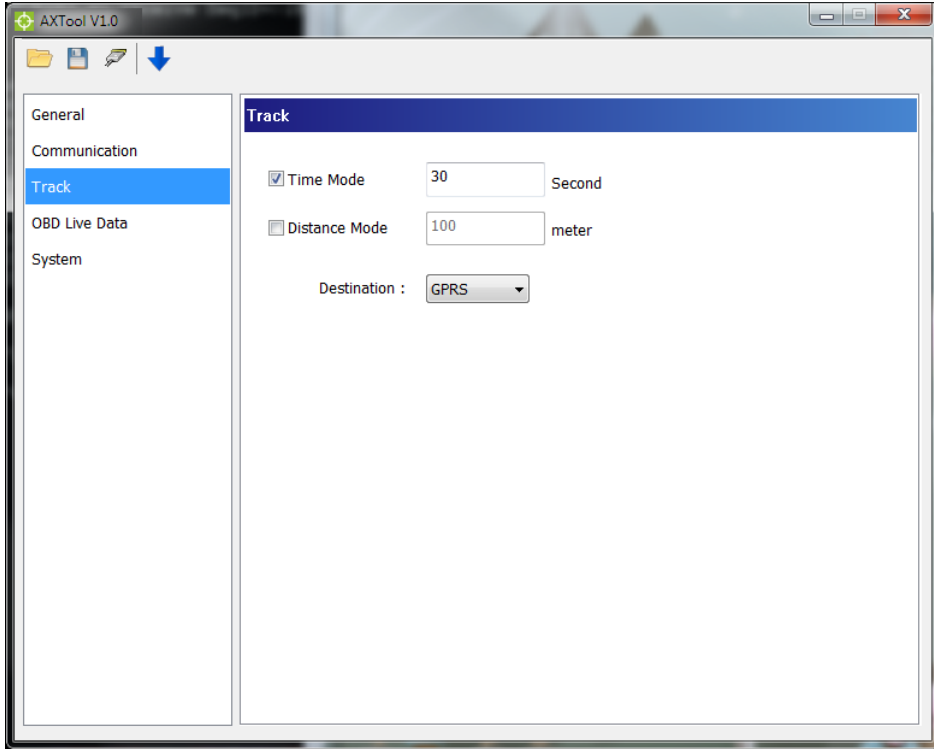 AXTool V1.0
General
Communication
Track
OBD Live Data
System
Track
Time Mode 30 Second
Distance Mode 100 meter
Destination : GPRS